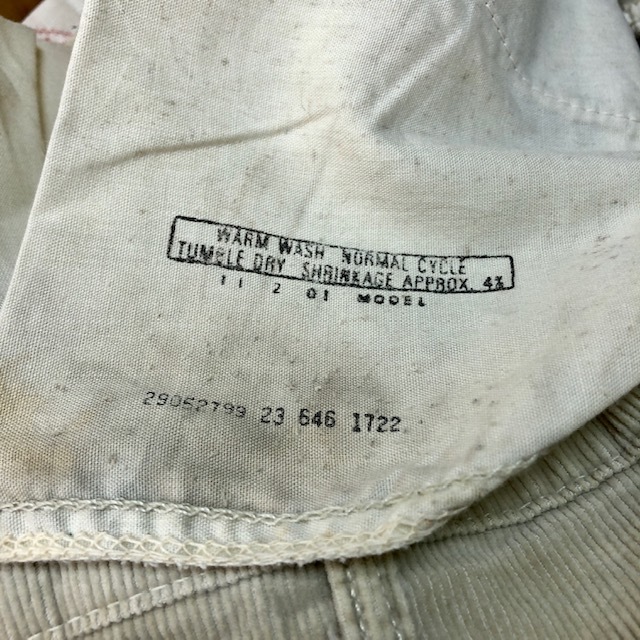 WARM WASH NORMAL CYCLE
TUMBLE DRY SHRINKAGE APPROX. 4%
11 2 01 MODEL
29052799 23 646 1722